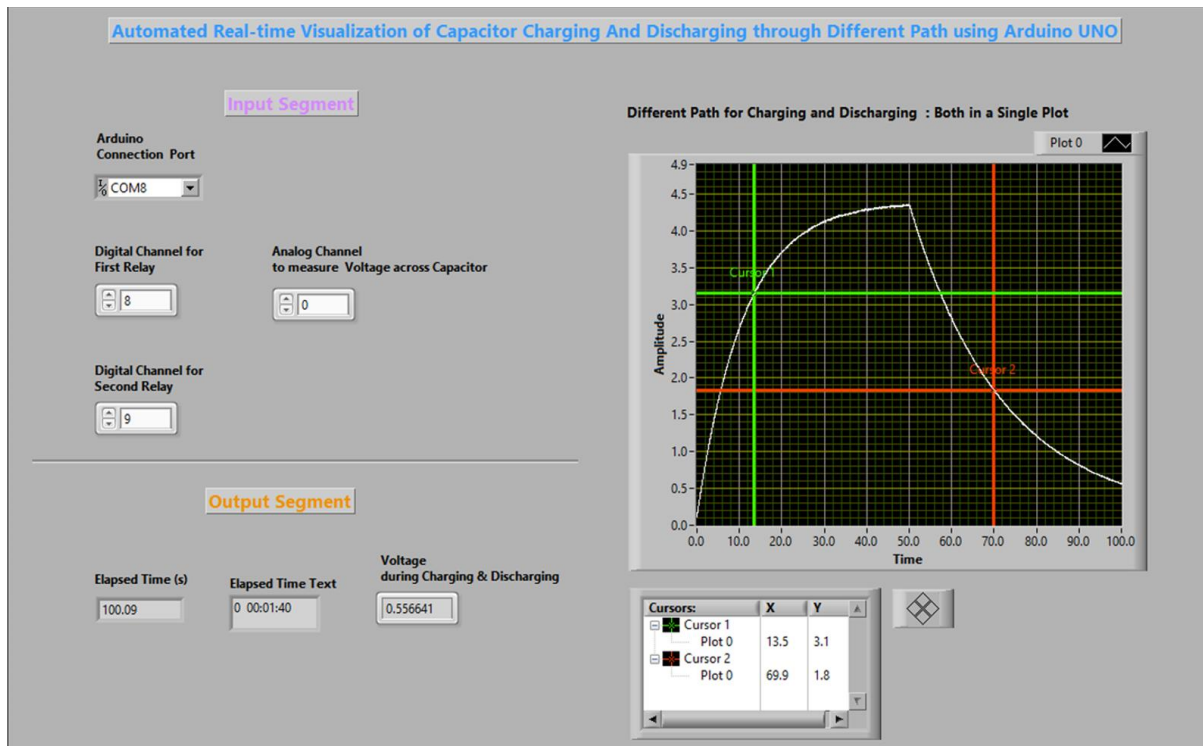 Automated Real-time Visualization of Capacitor Charging And Discharging through Different Path using Arduino UNO
Input Segment
Arduino
Connection Port
I/O COM8
Digital Channel for
First Relay
8
Analog Channel
to measure Voltage across Capacitor
0
Digital Channel for
Second Relay
9
Output Segment
Elapsed Time (s)
100.09
Elapsed Time Text
0 00:01:40
Voltage
during Charging & Discharging
0.556641
Different Path for Charging and Discharging : Both in a Single Plot
Plot 0
Amplitude
4.9
4.5
4.0
3.5
3.0
2.5
2.0
1.5
1.0
0.5
0.0
Cursor 1
Cursor 2
0.0 10.0 20.0 30.0 40.0 50.0 60.0 70.0 80.0 90.0 100.0
Time
Cursors: X Y
Cursor 1
Plot 0 13.5 3.1
Cursor 2
Plot 0 69.9 1.8